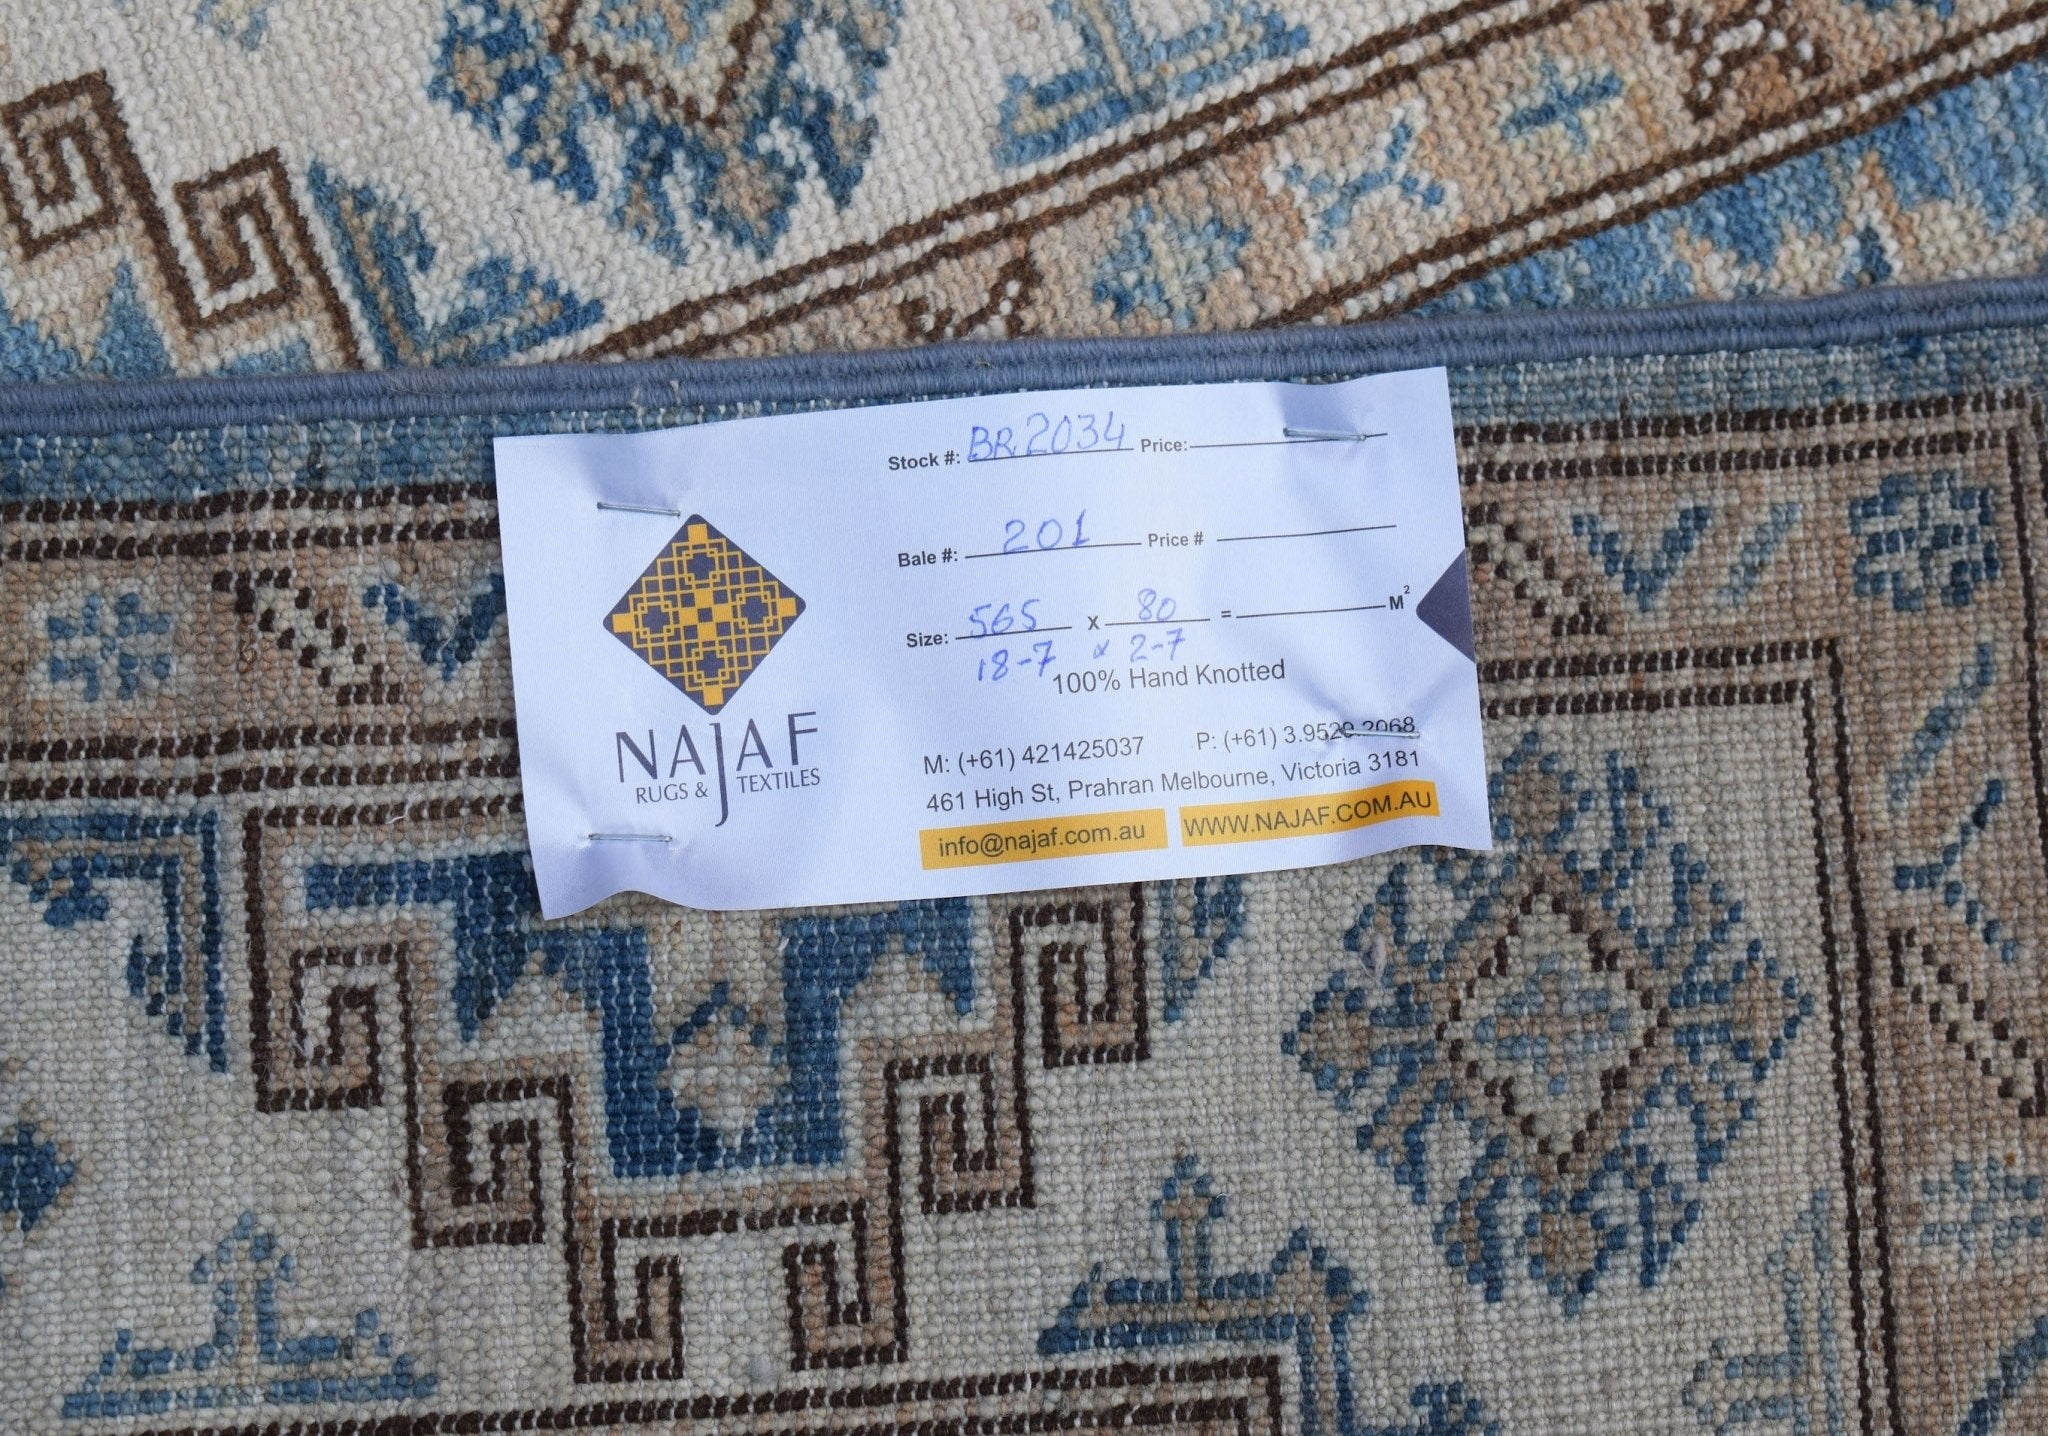 Stock #: BR2034 Price:
Bale #: 201 Price #
Size: 565 x 80 = M²
18-7 x 2-7
100% Hand Knotted
NAJAF
RUGS & TEXTILES
M: (+61) 421425037 P: (+61) 3.9529.2068
461 High St, Prahran Melbourne, Victoria 3181
info@najaf.com.au WWW.NAJAF.COM.AU